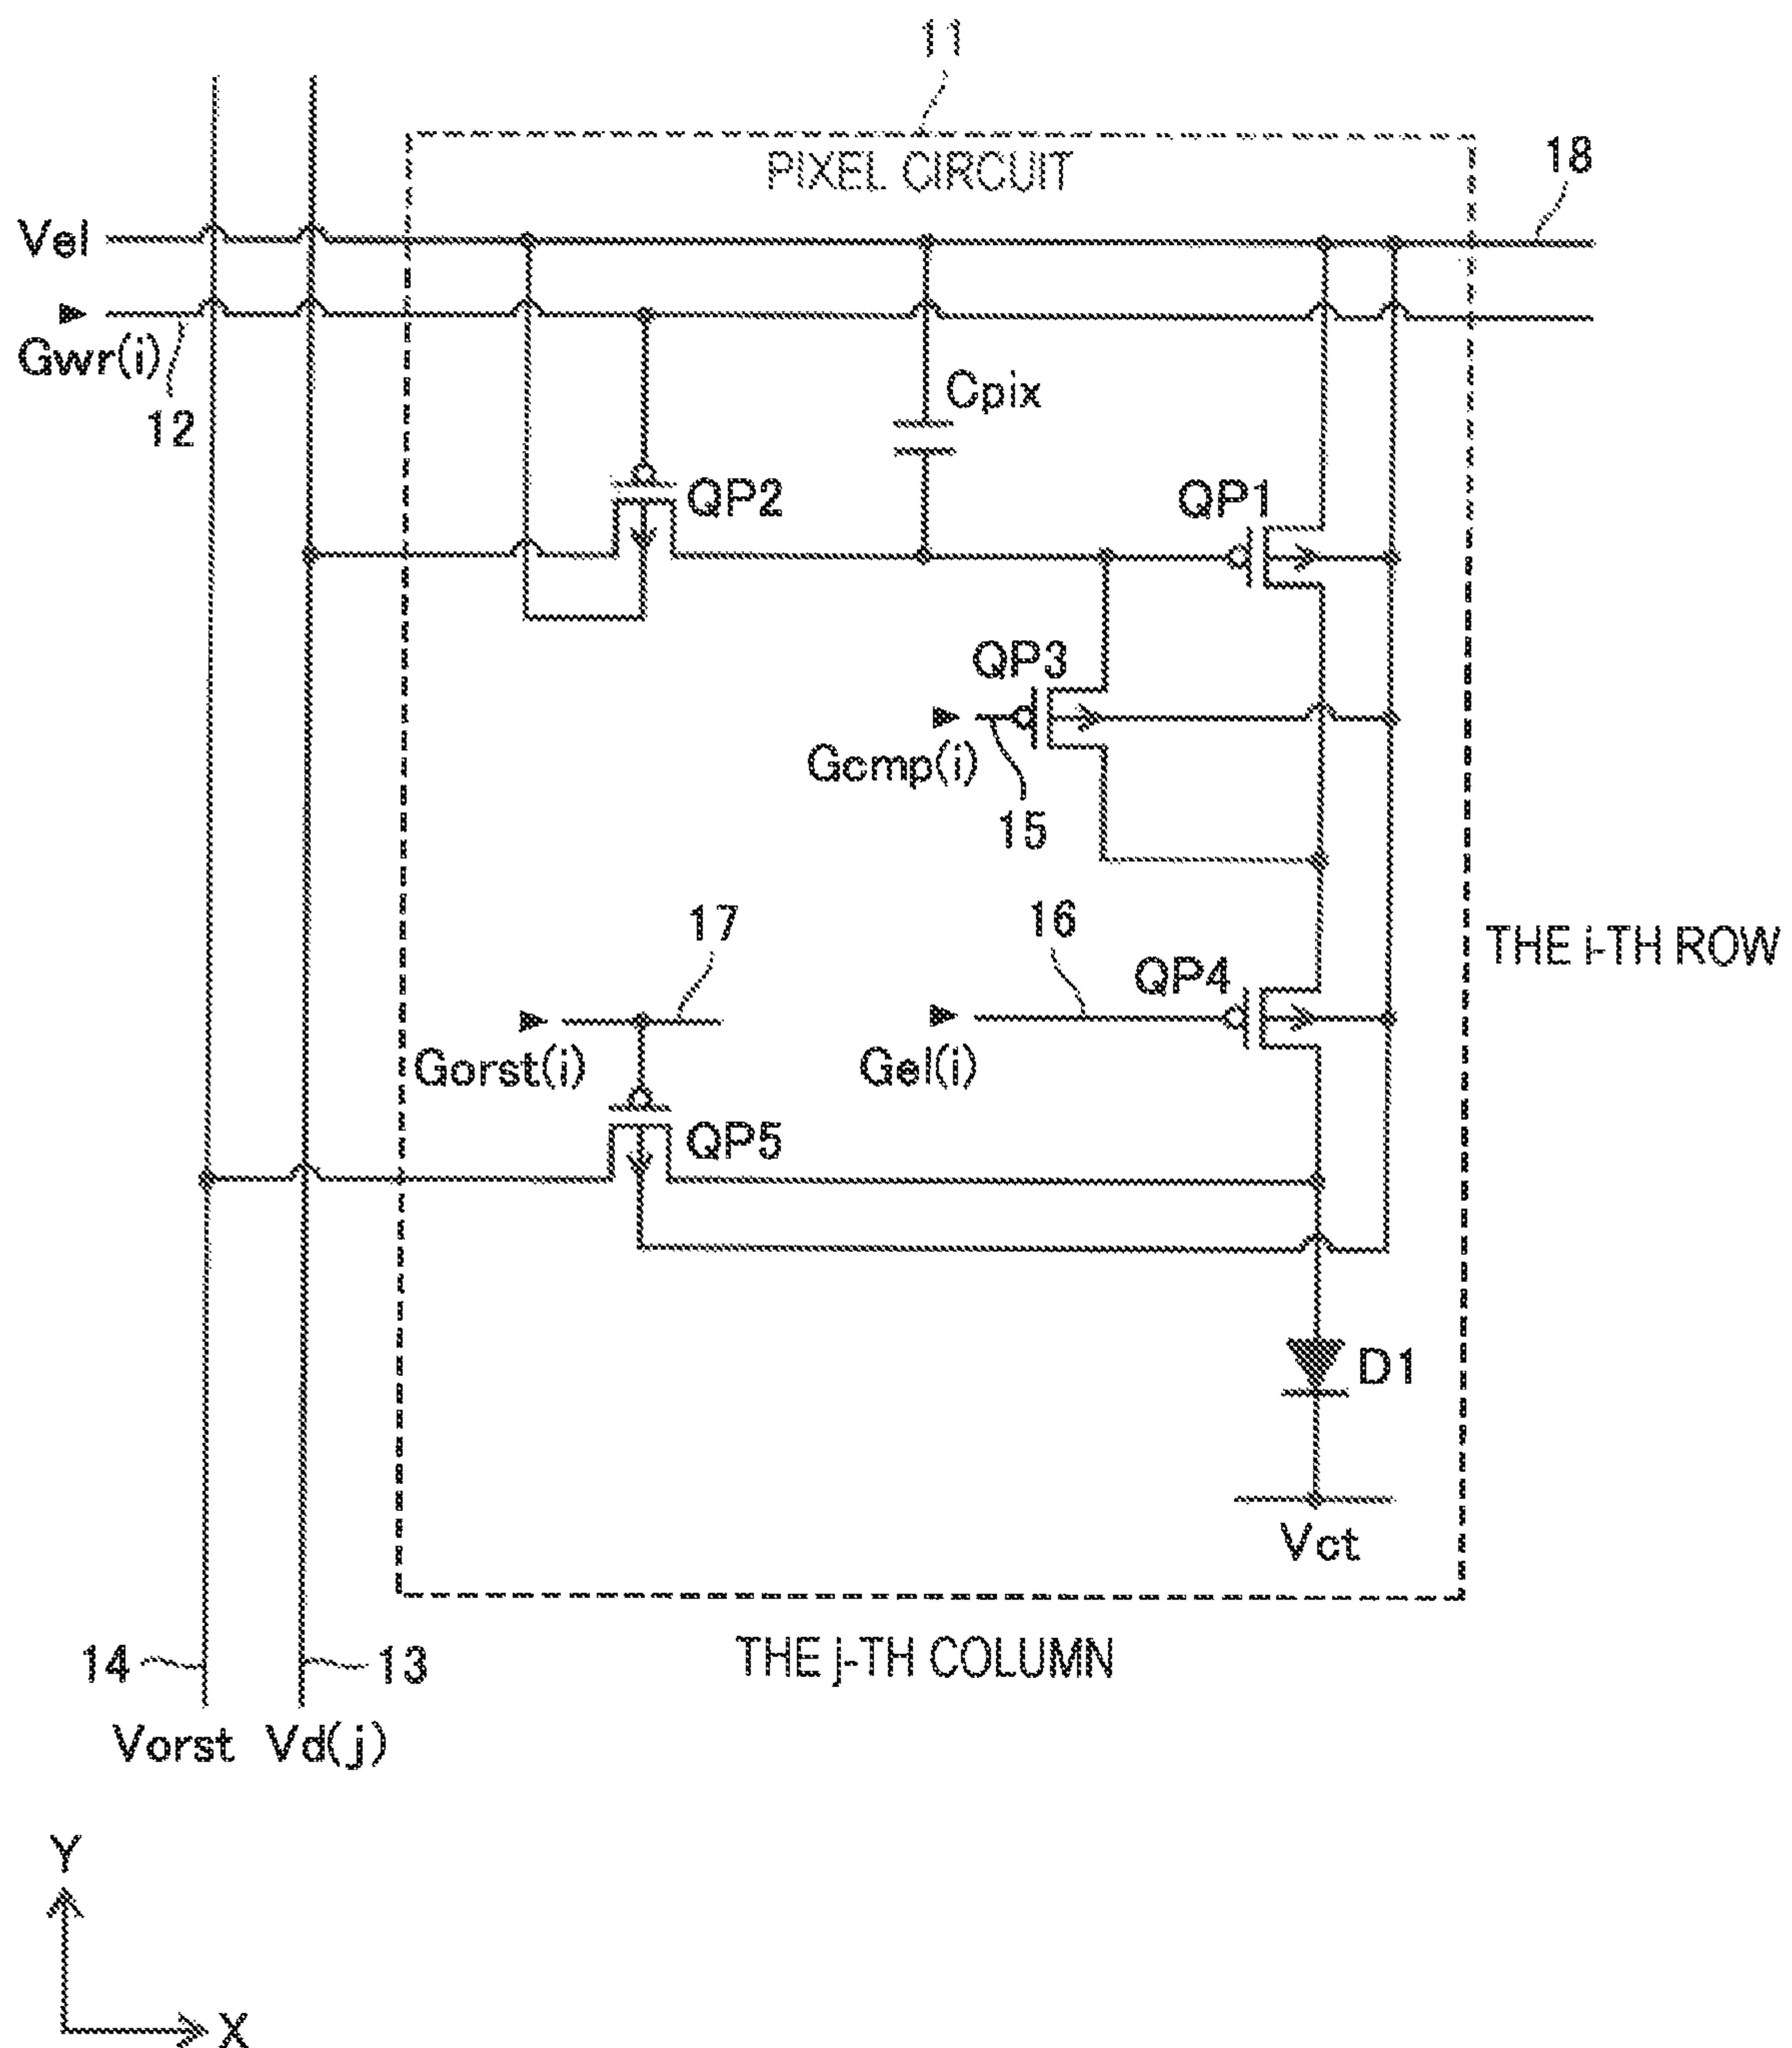 11
PIXEL CIRCUIT
18
Vel
Gwr(i)
12
Cpix
QP2
QP1
QP3
Gcmp(i)
15
17
16
THE i-TH ROW
QP4
Gorst(i)
Gel(i)
QP5
D1
Vct
14
13
THE j-TH COLUMN
Vorst
Vd(j)
Y
X